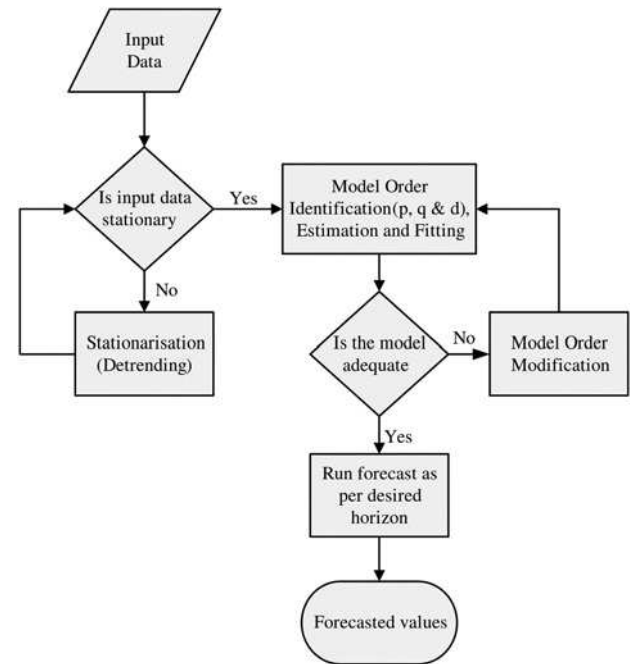 Input
Data
Is input data
stationary
Yes
No
Stationarisation
(Detrending)
Model Order
Identification(p, q & d),
Estimation and Fitting
Is the model
adequate
No
Model Order
Modification
Yes
Run forecast as
per desired
horizon
Forecasted values